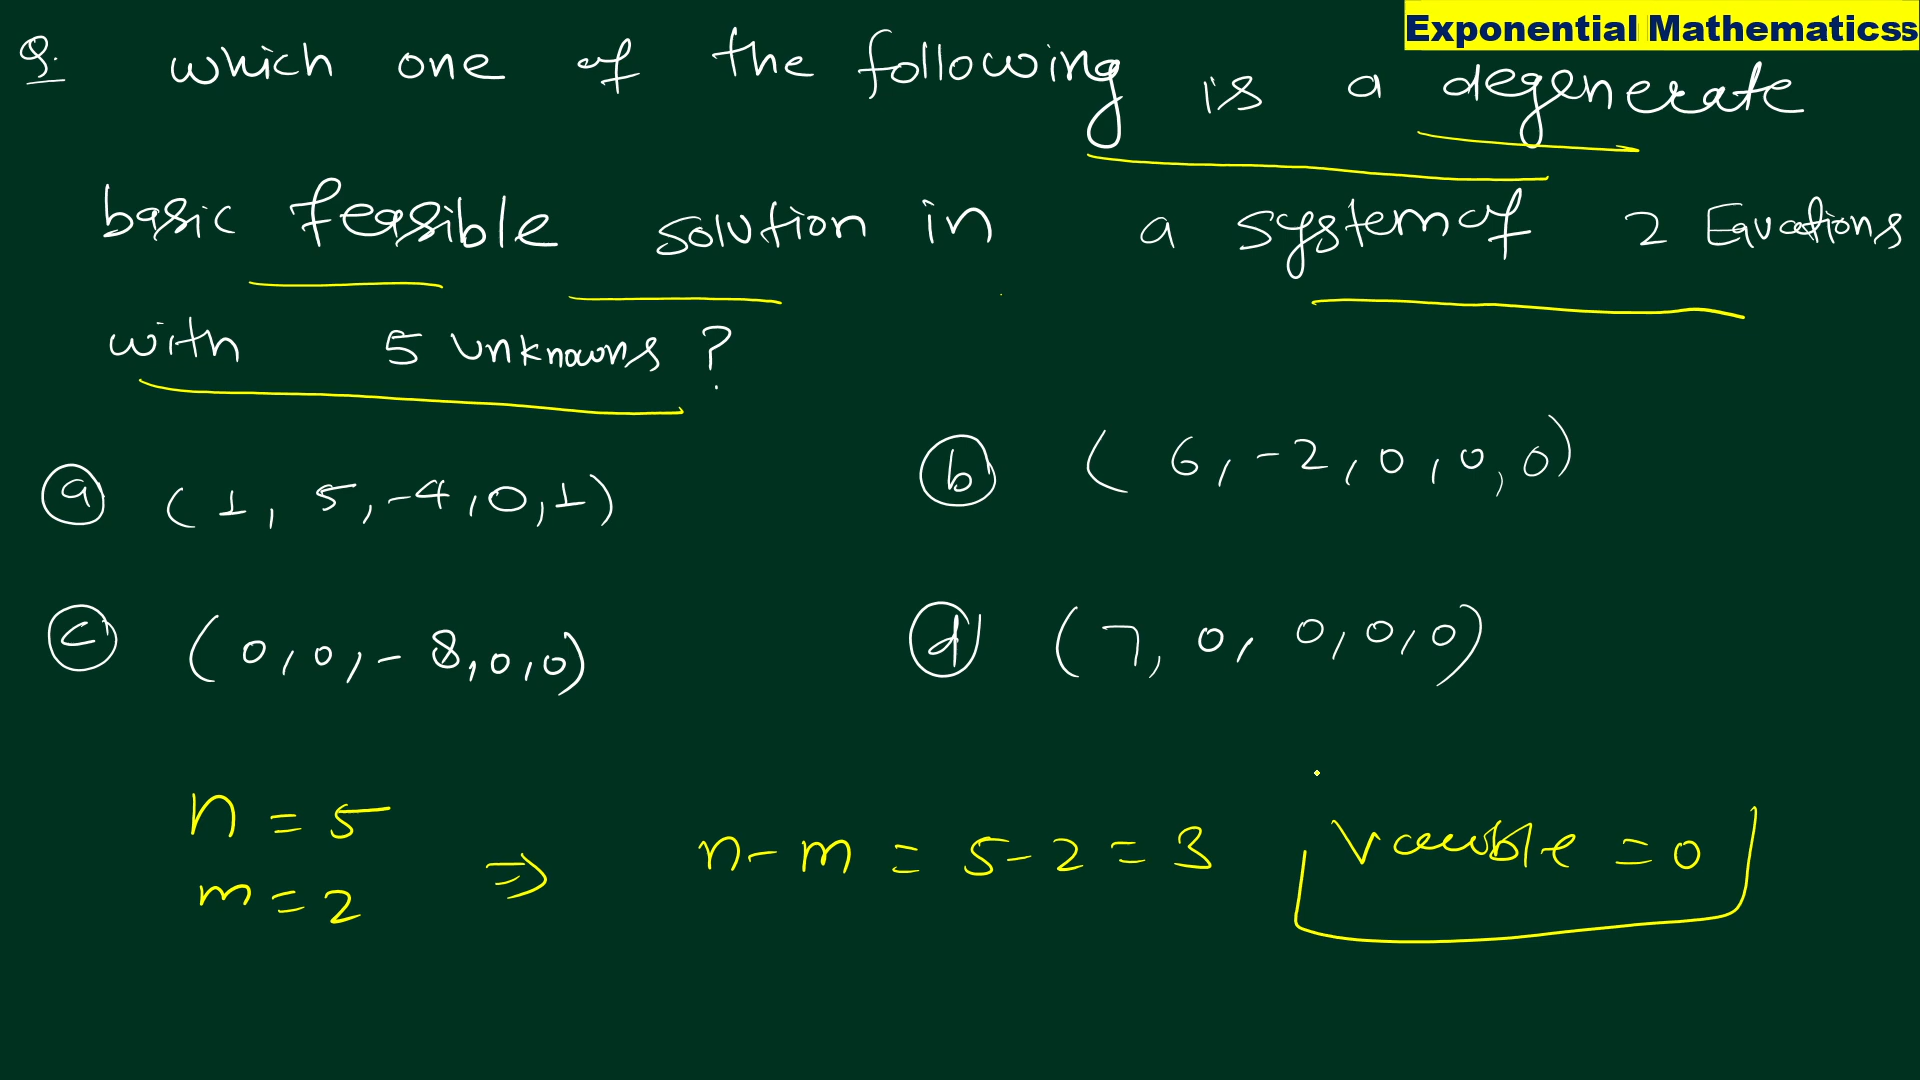 Exponential Mathematicss
Q. which one of the following is a degenerate
basic feasible solution in a system of 2 Equations
with 5 unknowns ?
(a) (1, 5, -4, 0, 1)
(b) (6, -2, 0, 0, 0)
(c) (0, 0, -8, 0, 0)
(d) (7, 0, 0, 0, 0)
n = 5
m = 2
⇒ n - m = 5 - 2 = 3 variable = 0